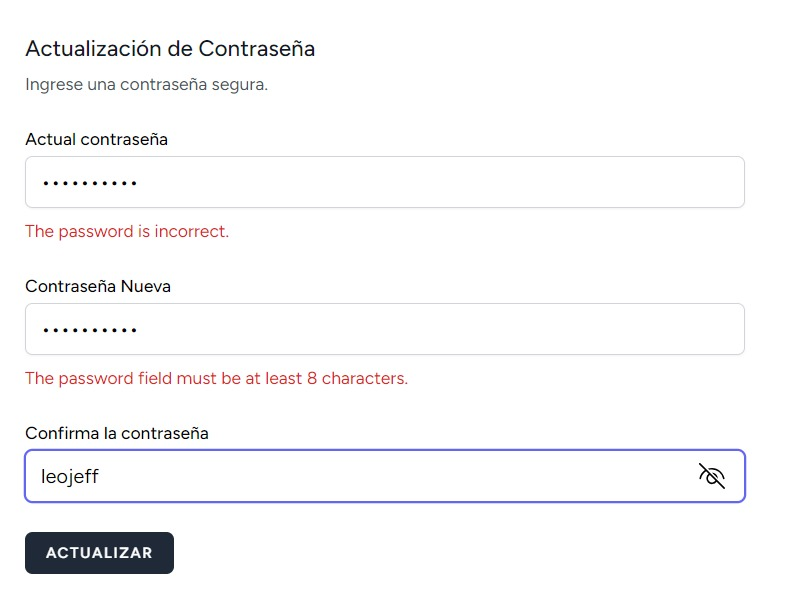 Actualización de Contraseña
Ingrese una contraseña segura.
Actual contraseña
••••••••••
The password is incorrect.
Contraseña Nueva
••••••••••
The password field must be at least 8 characters.
Confirma la contraseña
leojeff
ACTUALIZAR